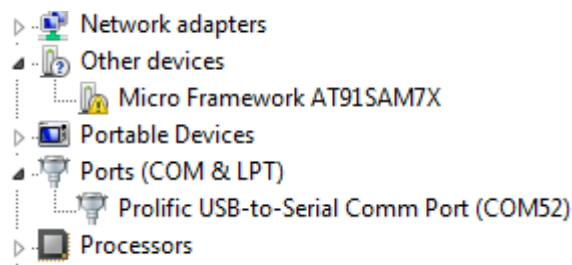 Network adapters
Other devices
Micro Framework AT91SAM7X
Portable Devices
Ports (COM & LPT)
Prolific USB-to-Serial Comm Port (COM52)
Processors